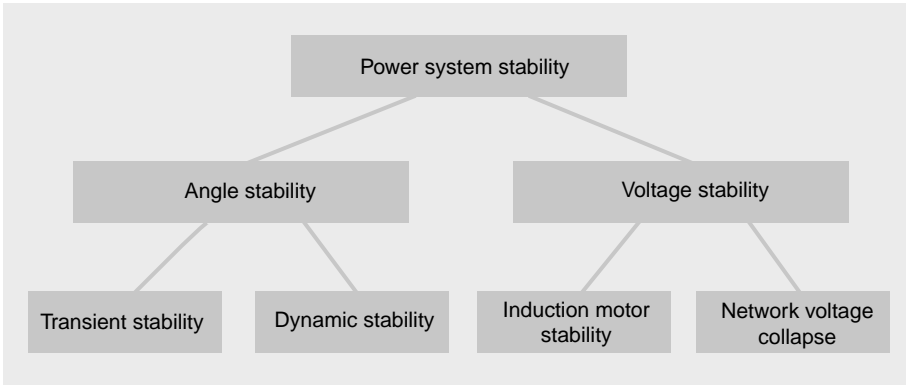 Power system stability
Angle stability
Voltage stability
Transient stability
Dynamic stability
Induction motor
stability
Network voltage
collapse